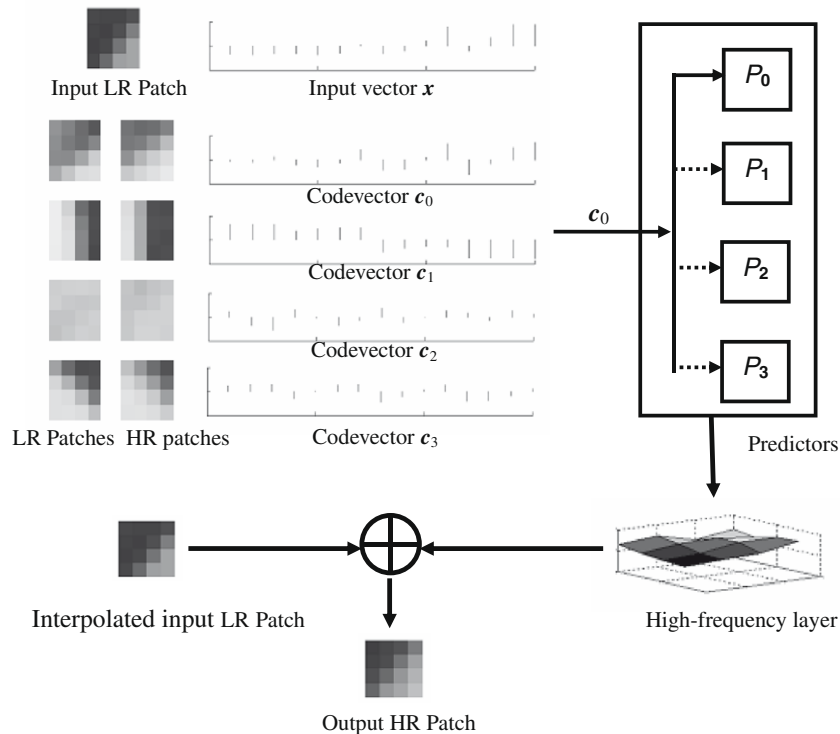 Input LR Patch
Input vector x
P0
Codevector c0
P1
c0
Codevector c1
P2
Codevector c2
P3
LR Patches HR patches
Codevector c3
Predictors
Interpolated input LR Patch
High-frequency layer
Output HR Patch